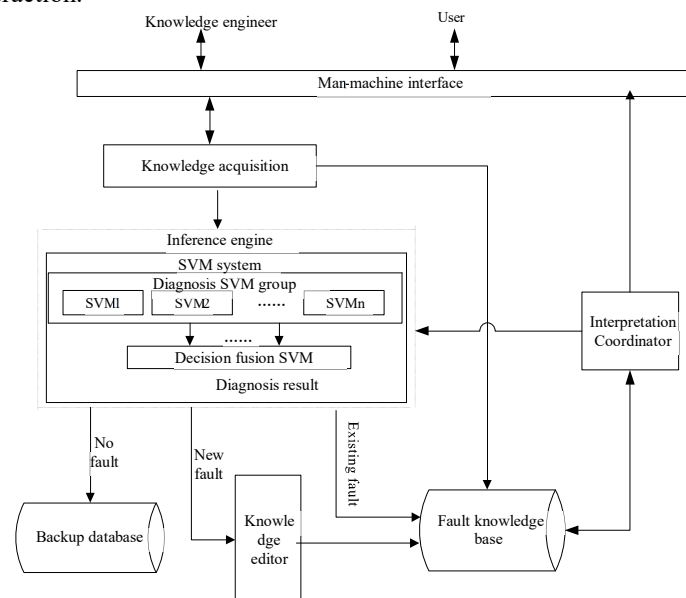 raction.
Knowledge engineer
User
Man-machine interface
Knowledge acquisition
Inference engine
SVM system
Diagnosis SVM group
SVM1
SVM2
......
SVMn
......
Decision fusion SVM
Diagnosis result
Interpretation
Coordinator
No
fault
New
fault
Existing fault
Backup database
Knowle
dge
editor
Fault knowledge
base